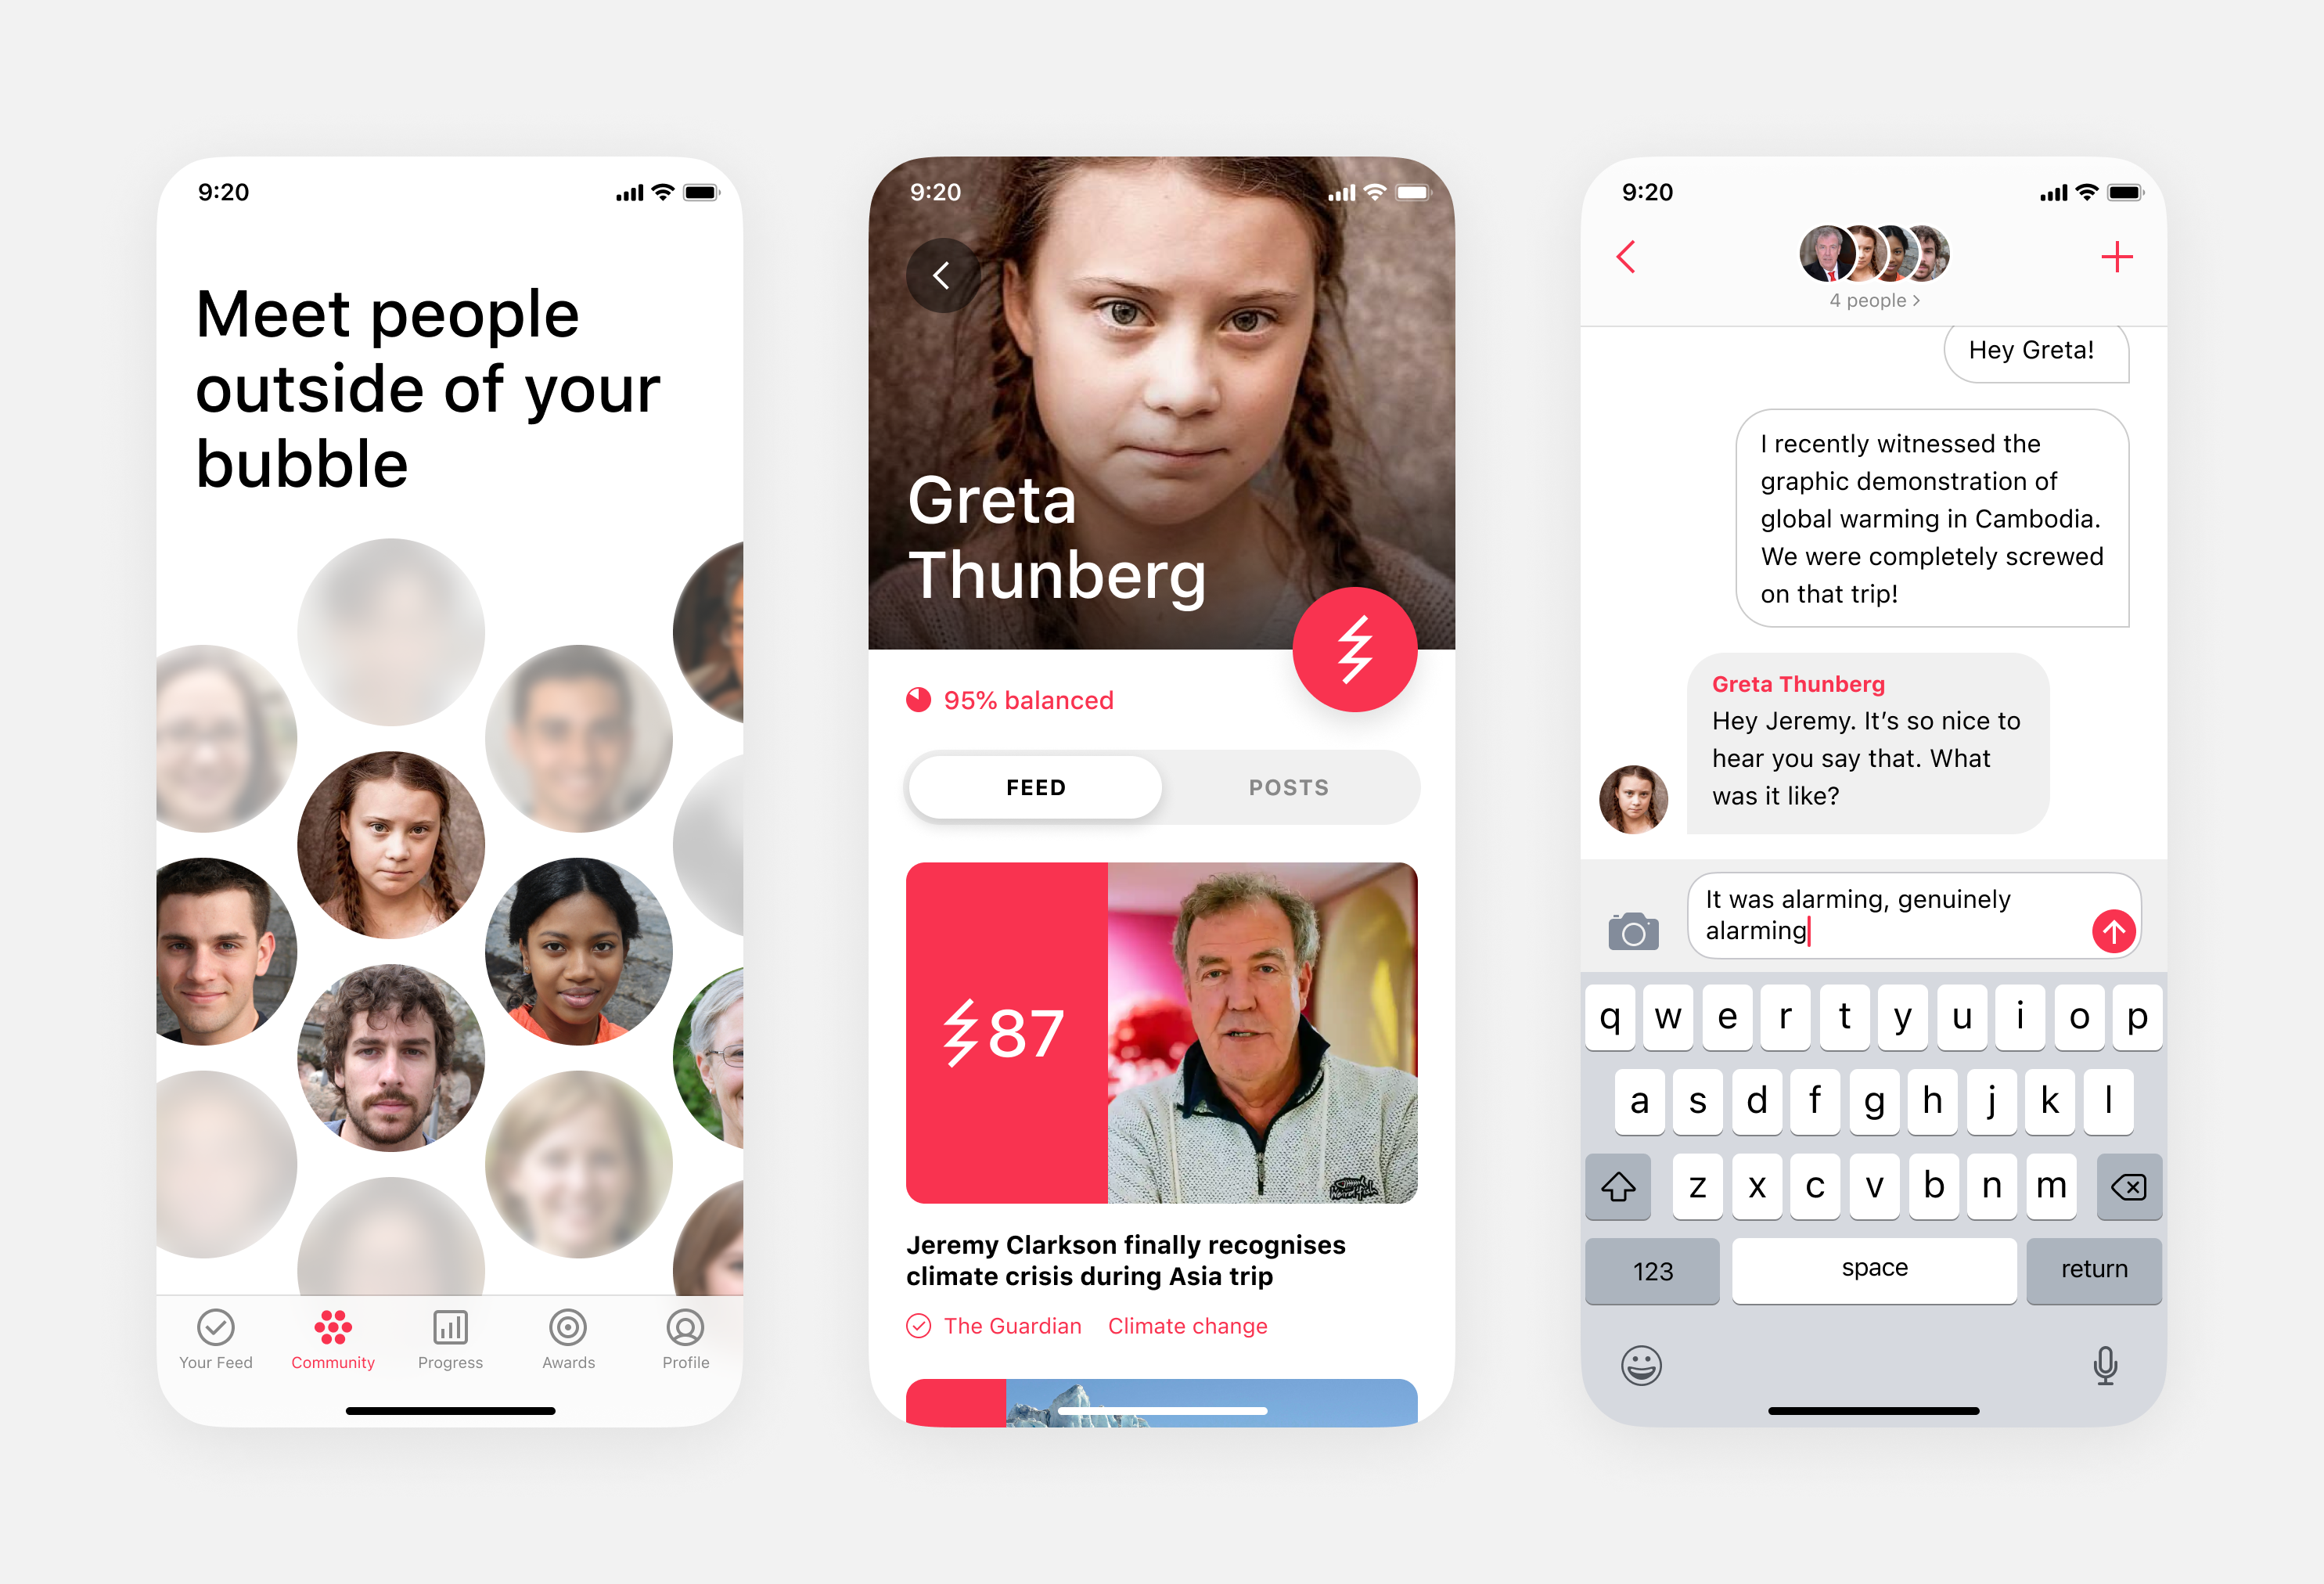 9:20
Meet people
outside of your
bubble
Your Feed
Community
Progress
Awards
Profile
9:20
Greta
Thunberg
95% balanced
FEED
POSTS
87
Jeremy Clarkson finally recognises
climate crisis during Asia trip
The Guardian
Climate change
9:20
4 people
Hey Greta!
I recently witnessed the
graphic demonstration of
global warming in Cambodia.
We were completely screwed
on that trip!
Greta Thunberg
Hey Jeremy. It’s so nice to
hear you say that. What
was it like?
It was alarming, genuinely
alarming
q w e r t y u i o p
a s d f g h j k l
z x c v b n m
123
space
return